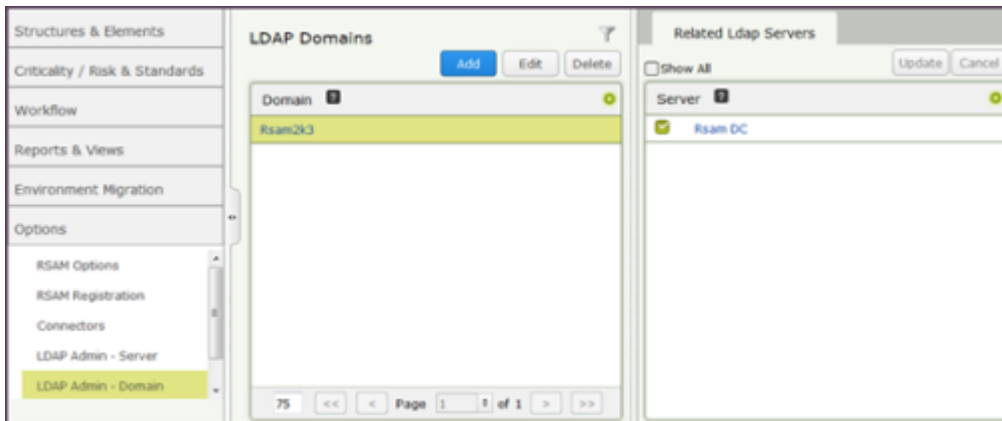 Structures & Elements
Criticality / Risk & Standards
Workflow
Reports & Views
Environment Migration
Options
RSAM Options
RSAM Registration
Connectors
LDAP Admin - Server
LDAP Admin - Domain
LDAP Domains
Add Edit Delete
Domain ?
Rsam2k3
75 << < Page 1 of 1 > >>
Related Ldap Servers
Show All Update Cancel
Server ?
Rsam DC